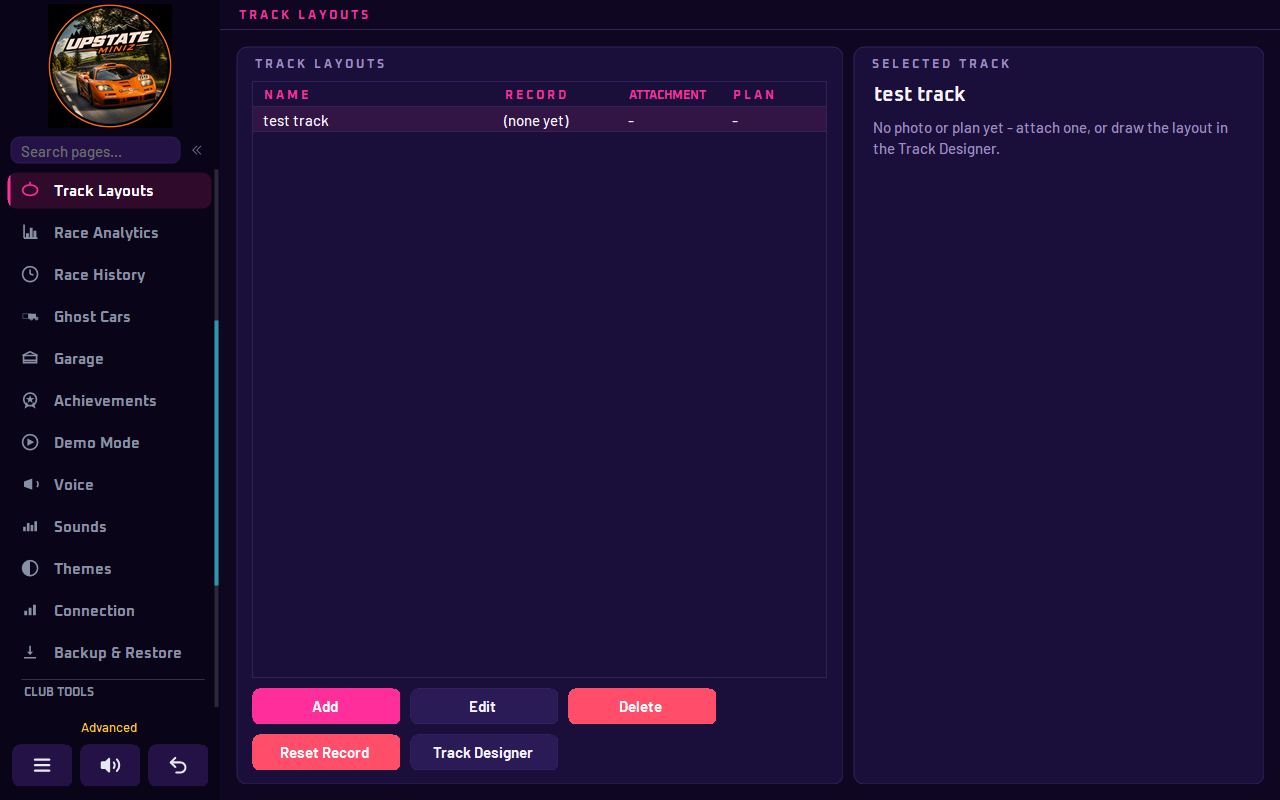 UPSTATE
MINIZ
Search pages...
Track Layouts
Race Analytics
Race History
Ghost Cars
Garage
Achievements
Demo Mode
Voice
Sounds
Themes
Connection
Backup & Restore
CLUB TOOLS
Advanced
TRACK LAYOUTS
TRACK LAYOUTS
NAME RECORD ATTACHMENT PLAN
test track (none yet) - -
Add Edit Delete
Reset Record Track Designer
SELECTED TRACK
test track
No photo or plan yet - attach one, or draw the layout in
the Track Designer.